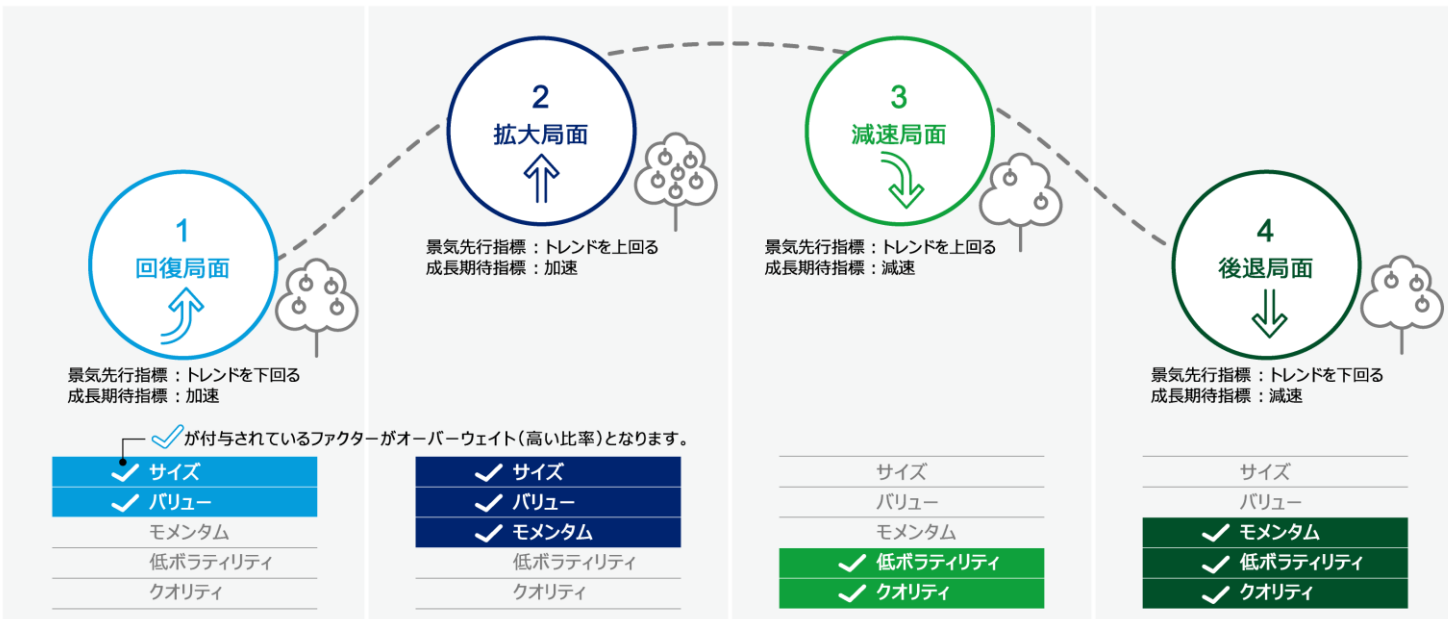 1
回復局面
景気先行指標：トレンドを下回る
成長期待指標：加速
2
拡大局面
景気先行指標：トレンドを上回る
成長期待指標：加速
3
減速局面
景気先行指標：トレンドを上回る
成長期待指標：減速
4
後退局面
景気先行指標：トレンドを下回る
成長期待指標：減速
が付与されているファクターがオーバーウェイト（高い比率）となります。
サイズ
バリュー
モメンタム
低ボラティリティ
クオリティ
サイズ
バリュー
モメンタム
低ボラティリティ
クオリティ
サイズ
バリュー
モメンタム
低ボラティリティ
クオリティ
サイズ
バリュー
モメンタム
低ボラティリティ
クオリティ